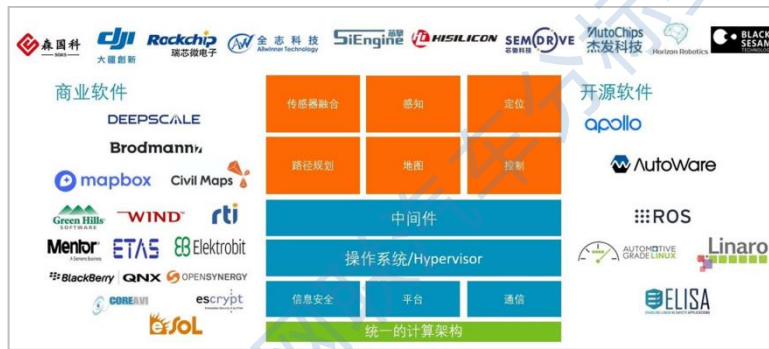 森国科 大疆创新 Rockchip 瑞芯微电子 全志科技 Allwinner Technology SiEngine 芯擎 HISILICON SEMIDRIVE 芯驰科技 AutoChips 杰发科技 Horizon Robotics BLACK SESAME TECHNOLOGIES
商业软件
DEEPSCALE
Brodmann
mapbox Civil Maps
Green Hills SOFTWARE WIND rti
Mentor A Siemens Business ETAS Elektrobit
BlackBerry QNX OPENSYNERGY
COREAVI escrypt
eSOL
传感器融合 感知 定位
路径规划 地图 控制
中间件
操作系统/Hypervisor
信息安全 平台 通信
统一的计算架构
开源软件
apollo
AutoWare
ROS
AUTOMOTIVE GRADE LINUX Linaro
ELISA